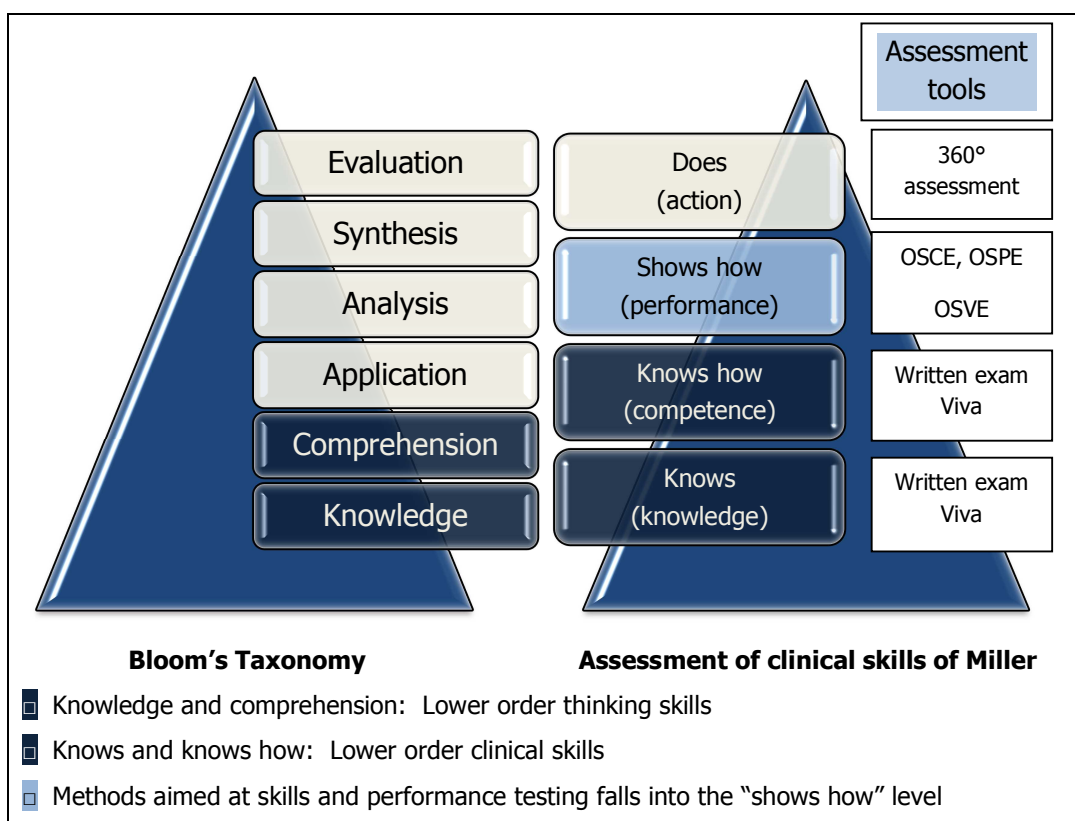 Assessment
tools
Evaluation
Synthesis
Analysis
Application
Comprehension
Knowledge
Does
(action)
Shows how
(performance)
Knows how
(competence)
Knows
(knowledge)
360°
assessment
OSCE, OSPE
OSVE
Written exam
Viva
Written exam
Viva
Bloom’s Taxonomy
Assessment of clinical skills of Miller
Knowledge and comprehension: Lower order thinking skills
Knows and knows how: Lower order clinical skills
Methods aimed at skills and performance testing falls into the “shows how” level